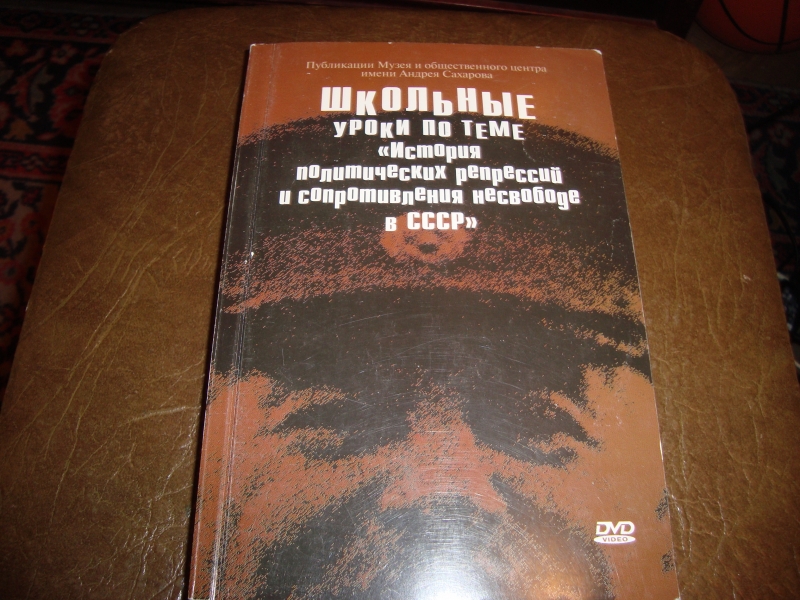 Публикации Музея и общественного центра
имени Андрея Сахарова
ШКОЛЬНЫЕ
УРОКИ ПО ТЕМЕ
«История
политических репрессий
и сопротивления несвободе
в СССР»
DVD
VIDEO